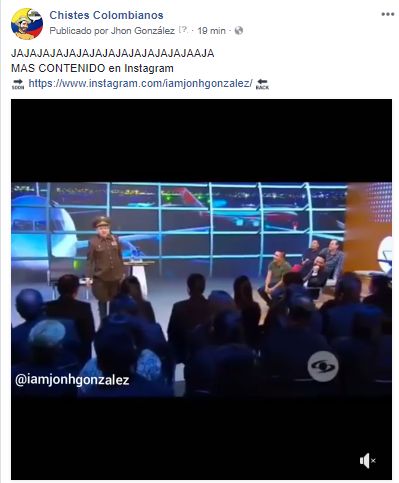 Chistes Colombianos
Publicado por Jhon González [?] · 19 min ·
JAJAJAJAJAJAJAJAJAJAJAJAJAJAJAAJA
MAS CONTENIDO en Instagram
SOON https://www.instagram.com/iamjonhgonzalez/ BACK
@iamjonhgonzalez